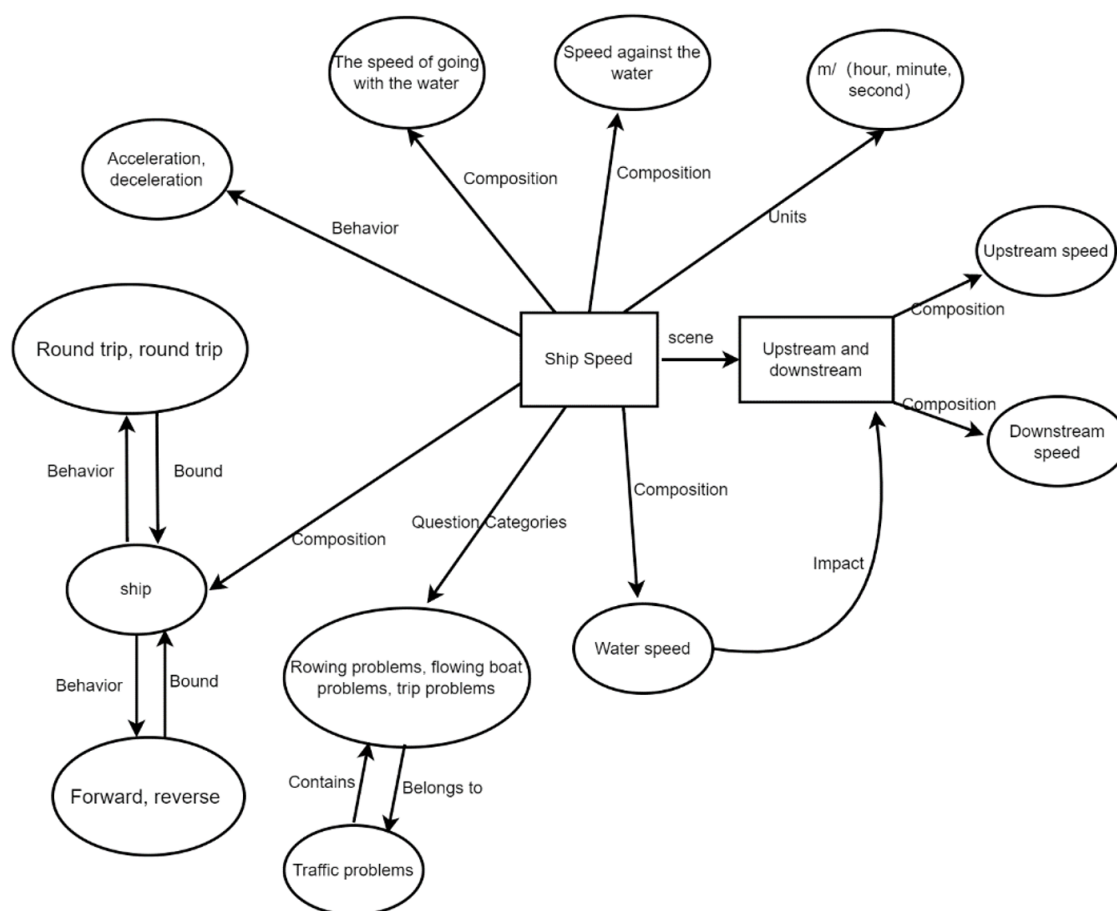 The speed of going
with the water
Speed against the
water
m/（hour, minute,
second）
Acceleration,
deceleration
Composition
Composition
Behavior
Units
Upstream speed
Round trip, round trip
Ship Speed
scene
Upstream and
downstream
Composition
Composition
Downstream
speed
Behavior
Bound
Composition
Question Categories
Composition
Impact
ship
Water speed
Behavior
Bound
Rowing problems, flowing boat
problems, trip problems
Forward, reverse
Contains
Belongs to
Traffic problems